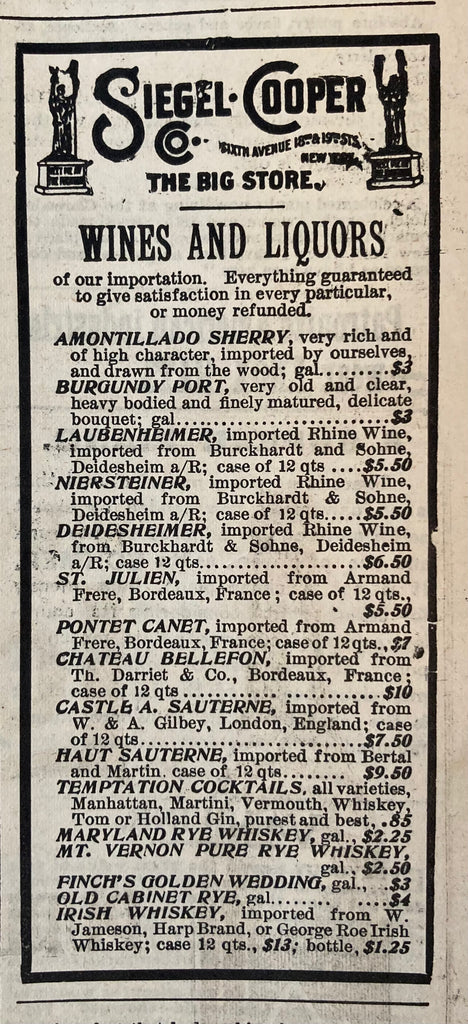 SIEGEL-COOPER
CO.
SIXTH AVENUE 18TH & 19TH STS.
NEW YORK
THE BIG STORE.
WINES AND LIQUORS
of our importation. Everything guaranteed
to give satisfaction in every particular,
or money refunded.
AMONTILLADO SHERRY, very rich and
of high character, imported by ourselves,
and drawn from the wood; gal.........$3
BURGUNDY PORT, very old and clear,
heavy bodied and finely matured, delicate
bouquet; gal..............................$3
LAUBENHEIMER, imported Rhine Wine,
imported from Burckhardt and Sohne,
Deidesheim a/R; case of 12 qts ....$5.50
NIERSTEINER, imported Rhine Wine,
imported from Burckhardt & Sohne,
Deidesheim a/R; case of 12 qts.....$5.50
DEIDESHEIMER, imported Rhine Wine,
from Burckhardt & Sohne, Deidesheim
a/R; case 12 qts......................$6.50
ST. JULIEN, imported from Armand
Frere, Bordeaux, France; case of 12 qts.,
$5.50
PONTET CANET, imported from Armand
Frere, Bordeaux, France; case of 12 qts., $7
CHATEAU BELLEFON, imported from
Th. Darriet & Co., Bordeaux, France;
case of 12 qts ..........................$10
CASTLE A. SAUTERNE, imported from
W. & A. Gilbey, London, England; case
of 12 qts..............................$7.50
HAUT SAUTERNE, imported from Bertal
and Martin, case of 12 qts........ $9.50
TEMPTATION COCKTAILS, all varieties,
Manhattan, Martini, Vermouth, Whiskey,
Tom or Holland Gin, purest and best, .85
MARYLAND RYE WHISKEY, gal., $2.25
MT. VERNON PURE RYE WHISKEY,
gal., $2.50
FINCH'S GOLDEN WEDDING, gal., ..$3
OLD CABINET RYE, gal........ .....$4
IRISH WHISKEY, imported from W.
Jameson, Harp Brand, or George Roe Irish
Whiskey; case 12 qts., $13; bottle, $1.25